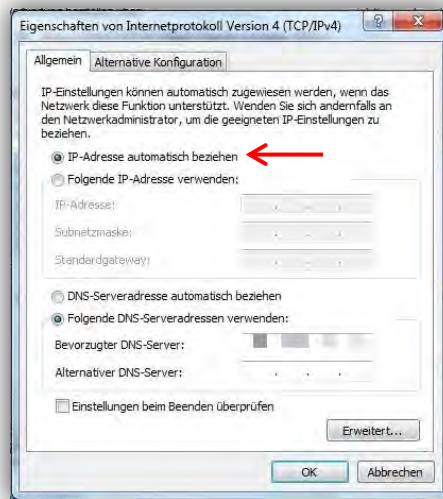 Eigenschaften von Internetprotokoll Version 4 (TCP/IPv4)
Allgemein
Alternative Konfiguration
IP-Einstellungen können automatisch zugewiesen werden, wenn das
Netzwerk diese Funktion unterstützt. Wenden Sie sich andernfalls an
den Netzwerkadministrator, um die geeigneten IP-Einstellungen zu
beziehen.
IP-Adresse automatisch beziehen
Folgende IP-Adresse verwenden:
IP-Adresse:
Subnetzmaske:
Standardgateway:
DNS-Serveradresse automatisch beziehen
Folgende DNS-Serveradressen verwenden:
Bevorzugter DNS-Server:
Alternativer DNS-Server:
Einstellungen beim Beenden überprüfen
Erweitert...
OK
Abbrechen